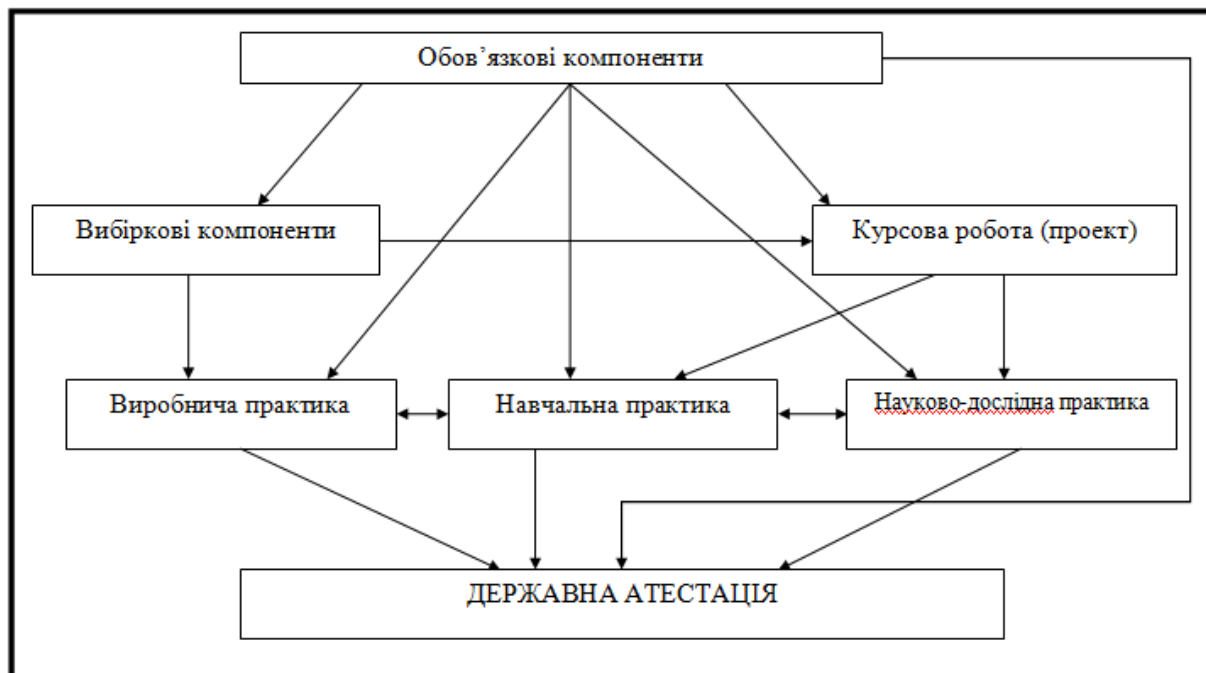 Обов’язкові компоненти
Вибіркові компоненти
Курсова робота (проект)
Виробнича практика
Навчальна практика
Науково-дослідна практика
ДЕРЖАВНА АТЕСТАЦІЯ